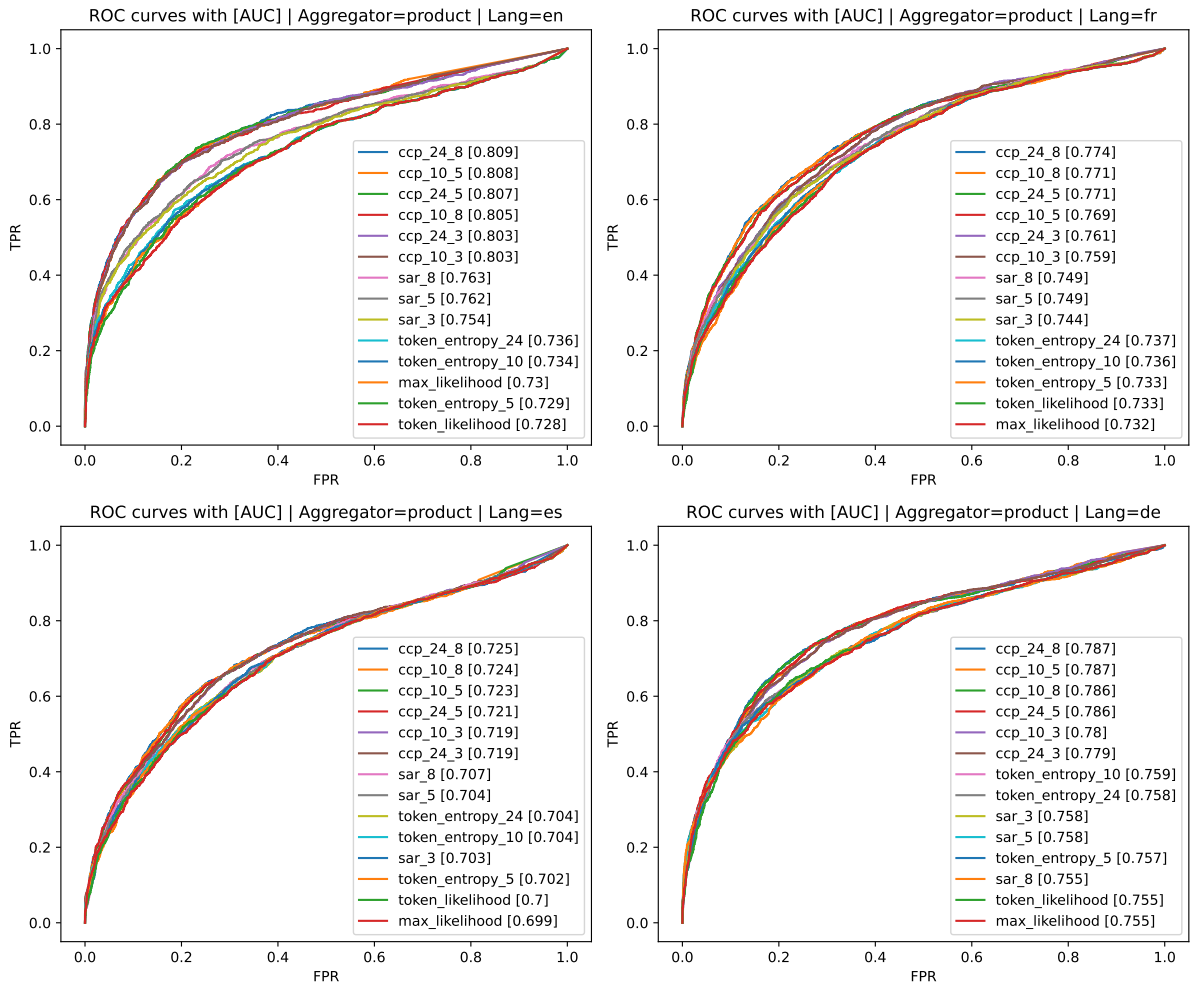 ROC curves with [AUC] | Aggregator=product | Lang=en
1.0
0.8
0.6
0.4
0.2
0.0
TPR
ccp_24_8 [0.809]
ccp_10_5 [0.808]
ccp_24_5 [0.807]
ccp_10_8 [0.805]
ccp_24_3 [0.803]
ccp_10_3 [0.803]
sar_8 [0.763]
sar_5 [0.762]
sar_3 [0.754]
token_entropy_24 [0.736]
token_entropy_10 [0.734]
max_likelihood [0.73]
token_entropy_5 [0.729]
token_likelihood [0.728]
0.0 0.2 0.4 0.6 0.8 1.0
FPR
ROC curves with [AUC] | Aggregator=product | Lang=fr
1.0
0.8
0.6
0.4
0.2
0.0
TPR
ccp_24_8 [0.774]
ccp_10_8 [0.771]
ccp_24_5 [0.771]
ccp_10_5 [0.769]
ccp_24_3 [0.761]
ccp_10_3 [0.759]
sar_8 [0.749]
sar_5 [0.749]
sar_3 [0.744]
token_entropy_24 [0.737]
token_entropy_10 [0.736]
token_entropy_5 [0.733]
token_likelihood [0.733]
max_likelihood [0.732]
0.0 0.2 0.4 0.6 0.8 1.0
FPR
ROC curves with [AUC] | Aggregator=product | Lang=es
1.0
0.8
0.6
0.4
0.2
0.0
TPR
ccp_24_8 [0.725]
ccp_10_8 [0.724]
ccp_10_5 [0.723]
ccp_24_5 [0.721]
ccp_10_3 [0.719]
ccp_24_3 [0.719]
sar_8 [0.707]
sar_5 [0.704]
token_entropy_24 [0.704]
token_entropy_10 [0.704]
sar_3 [0.703]
token_entropy_5 [0.702]
token_likelihood [0.7]
max_likelihood [0.699]
0.0 0.2 0.4 0.6 0.8 1.0
FPR
ROC curves with [AUC] | Aggregator=product | Lang=de
1.0
0.8
0.6
0.4
0.2
0.0
TPR
ccp_24_8 [0.787]
ccp_10_5 [0.787]
ccp_10_8 [0.786]
ccp_24_5 [0.786]
ccp_10_3 [0.78]
ccp_24_3 [0.779]
token_entropy_10 [0.759]
token_entropy_24 [0.758]
sar_3 [0.758]
sar_5 [0.758]
token_entropy_5 [0.757]
sar_8 [0.755]
token_likelihood [0.755]
max_likelihood [0.755]
0.0 0.2 0.4 0.6 0.8 1.0
FPR